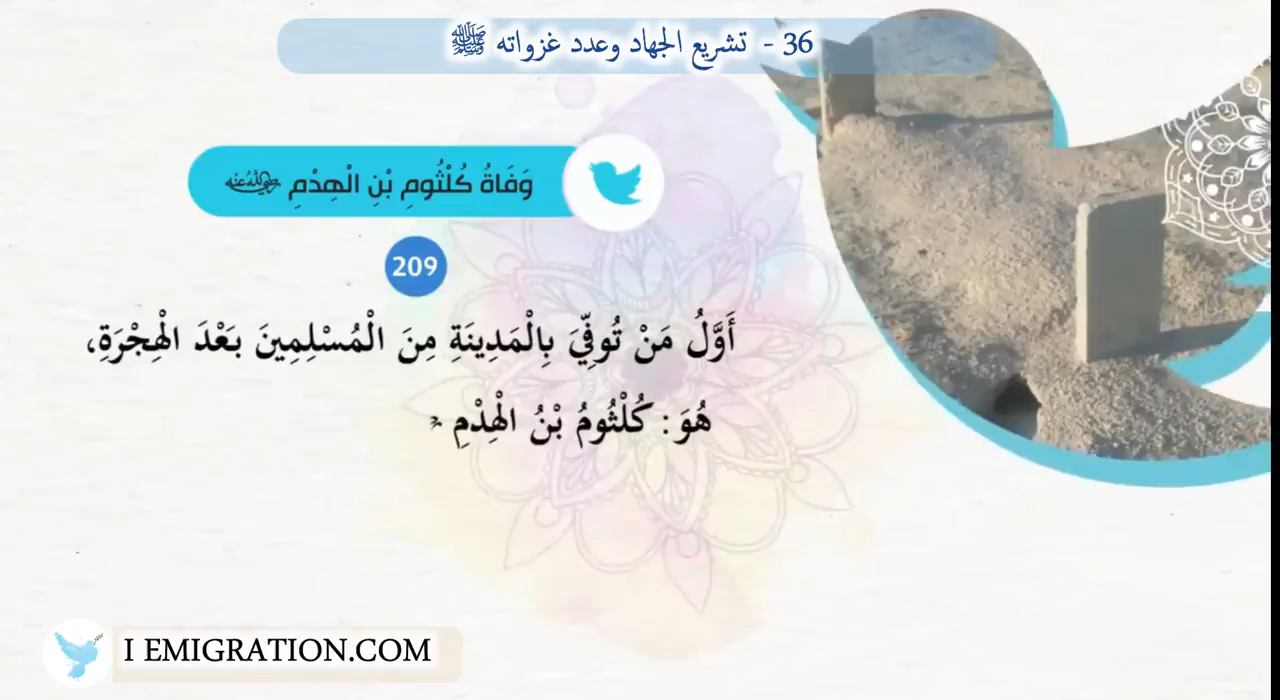 36 - تشريع الجهاد وعدد غزواته ﷺ
وَفَاةُ كُلْثُومِ بْنِ الْهِدْمِ رضي الله عنه
209
أَوَّلُ مَنْ تُوفِّيَ بِالْمَدِينَةِ مِنَ الْمُسْلِمِينَ بَعْدَ الْهِجْرَةِ،
هُوَ: كُلْثُومُ بْنُ الْهِدْمِ
I EMIGRATION.COM